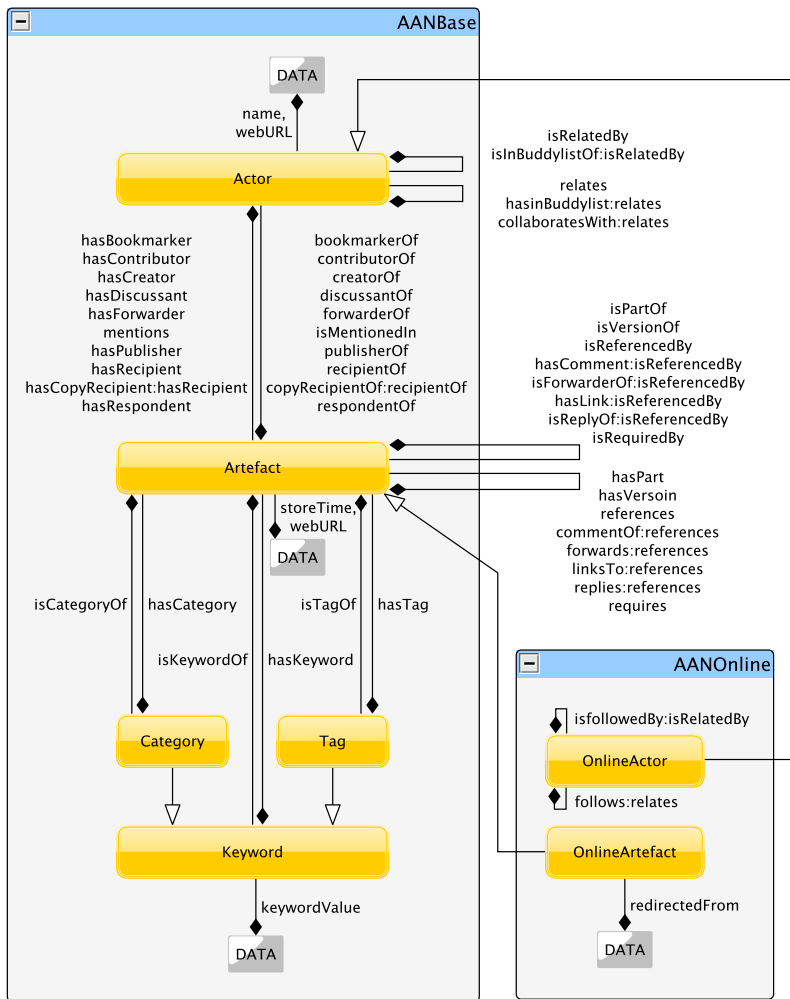 AANBase
DATA
name,
webURL
Actor
isRelatedBy
isInBuddylistOf:isRelatedBy
relates
hasinBuddylist:relates
collaboratesWith:relates
hasBookmarker
hasContributor
hasCreator
hasDiscussant
hasForwarder
mentions
hasPublisher
hasRecipient
hasCopyRecipient:hasRecipient
hasRespondent
bookmarkerOf
contributorOf
creatorOf
discussantOf
forwarderOf
isMentionedIn
publisherOf
recipientOf
copyRecipientOf:recipientOf
respondentOf
isPartOf
isVersionOf
isReferencedBy
hasComment:isReferencedBy
isForwarderOf:isReferencedBy
hasLink:isReferencedBy
isReplyOf:isReferencedBy
isRequiredBy
Artefact
hasPart
hasVersoin
references
commentOf:references
forwards:references
linksTo:references
replies:references
requires
storeTime,
webURL
DATA
isCategoryOf
hasCategory
isTagOf
hasTag
isKeywordOf
hasKeyword
Category
Tag
Keyword
keywordValue
DATA
AANOnline
isfollowedBy:isRelatedBy
OnlineActor
follows:relates
OnlineArtefact
redirectedFrom
DATA